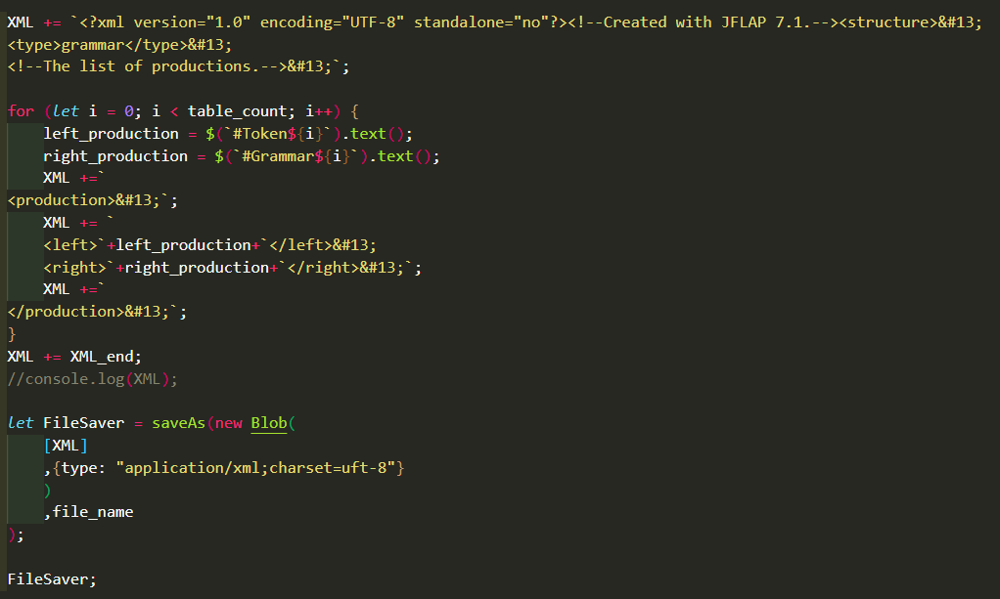 XML += `<?xml version="1.0" encoding="UTF-8" standalone="no"?><!--Created with JFLAP 7.1.--><structure>&#13;
<type>grammar</type>&#13;
<!--The list of productions.-->&#13;`;
for (let i = 0; i < table_count; i++) {
left_production = $(`#Token${i}`).text();
right_production = $(`#Grammar${i}`).text();
XML +=`
<production>&#13;`;
XML += `
<left>`+left_production+`</left>&#13;
<right>`+right_production+`</right>&#13;`;
XML +=`
</production>&#13;`;
}
XML += XML_end;
//console.log(XML);
let FileSaver = saveAs(new Blob(
[XML]
,{type: "application/xml;charset=uft-8"}
)
,file_name
);
FileSaver;